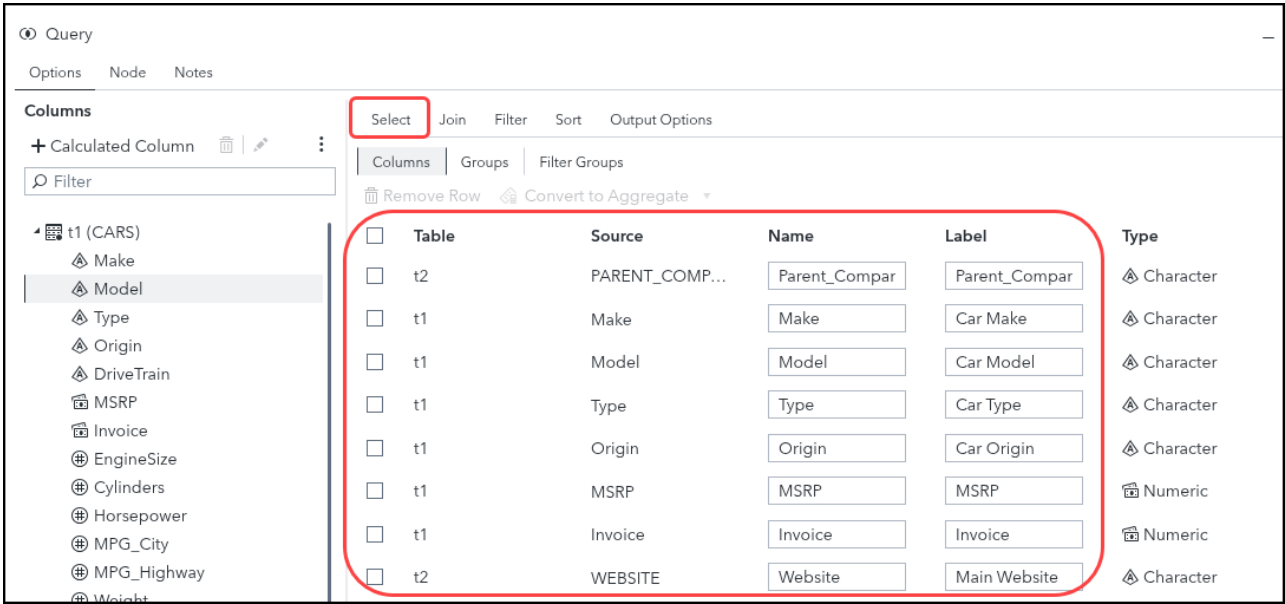 Query
Options Node Notes
Columns
+ Calculated Column
Filter
t1 (CARS)
Make
Model
Type
Origin
DriveTrain
MSRP
Invoice
EngineSize
Cylinders
Horsepower
MPG_City
MPG_Highway
Weight
Select Join Filter Sort Output Options
Columns Groups Filter Groups
Remove Row Convert to Aggregate
Table Source Name Label Type
t2 PARENT_COMP... Parent_Compar Parent_Compar Character
t1 Make Make Car Make Character
t1 Model Model Car Model Character
t1 Type Type Car Type Character
t1 Origin Origin Car Origin Character
t1 MSRP MSRP MSRP Numeric
t1 Invoice Invoice Invoice Numeric
t2 WEBSITE Website Main Website Character